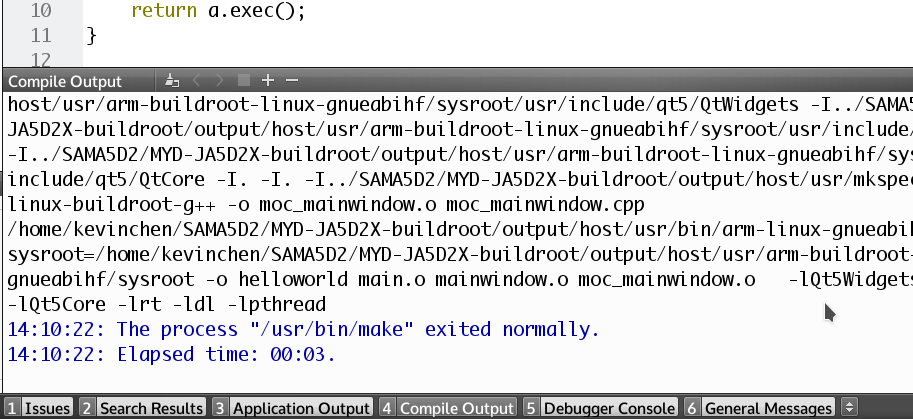 10 return a.exec();
11 }
12
Compile Output
host/usr/arm-buildroot-linux-gnueabihf/sysroot/usr/include/qt5/QtWidgets -I../SAMA5
JA5D2X-buildroot/output/host/usr/arm-buildroot-linux-gnueabihf/sysroot/usr/include/
-I../SAMA5D2/MYD-JA5D2X-buildroot/output/host/usr/arm-buildroot-linux-gnueabihf/sys
include/qt5/QtCore -I. -I. -I../SAMA5D2/MYD-JA5D2X-buildroot/output/host/usr/mkspec
linux-buildroot-g++ -o moc_mainwindow.o moc_mainwindow.cpp
/home/kevinchen/SAMA5D2/MYD-JA5D2X-buildroot/output/host/usr/bin/arm-linux-gnueabih
sysroot=/home/kevinchen/SAMA5D2/MYD-JA5D2X-buildroot/output/host/usr/arm-buildroot-
gnueabihf/sysroot -o helloworld main.o mainwindow.o moc_mainwindow.o -lQt5Widgets
-lQt5Core -lrt -ldl -lpthread
14:10:22: The process "/usr/bin/make" exited normally.
14:10:22: Elapsed time: 00:03.
1 Issues 2 Search Results 3 Application Output 4 Compile Output 5 Debugger Console 6 General Messages